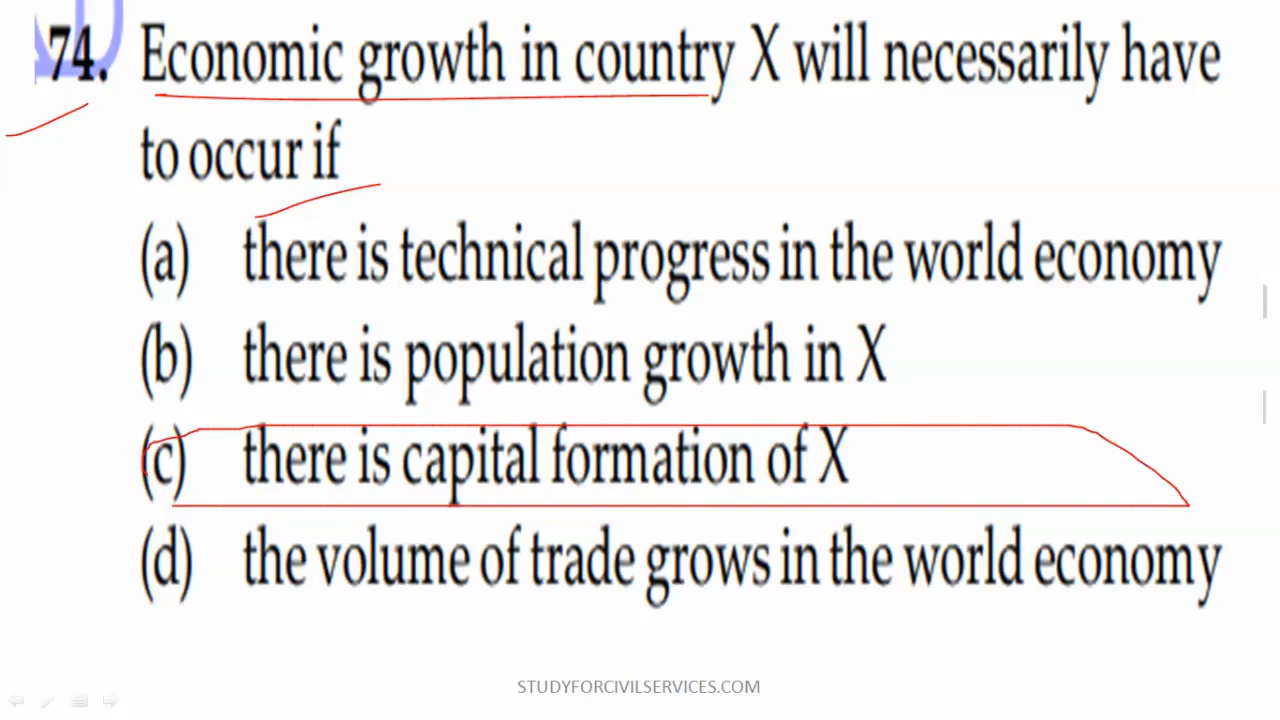 74. Economic growth in country X will necessarily have
to occur if
(a) there is technical progress in the world economy
(b) there is population growth in X
(c) there is capital formation of X
(d) the volume of trade grows in the world economy
STUDYFORCIVILSERVICES.COM